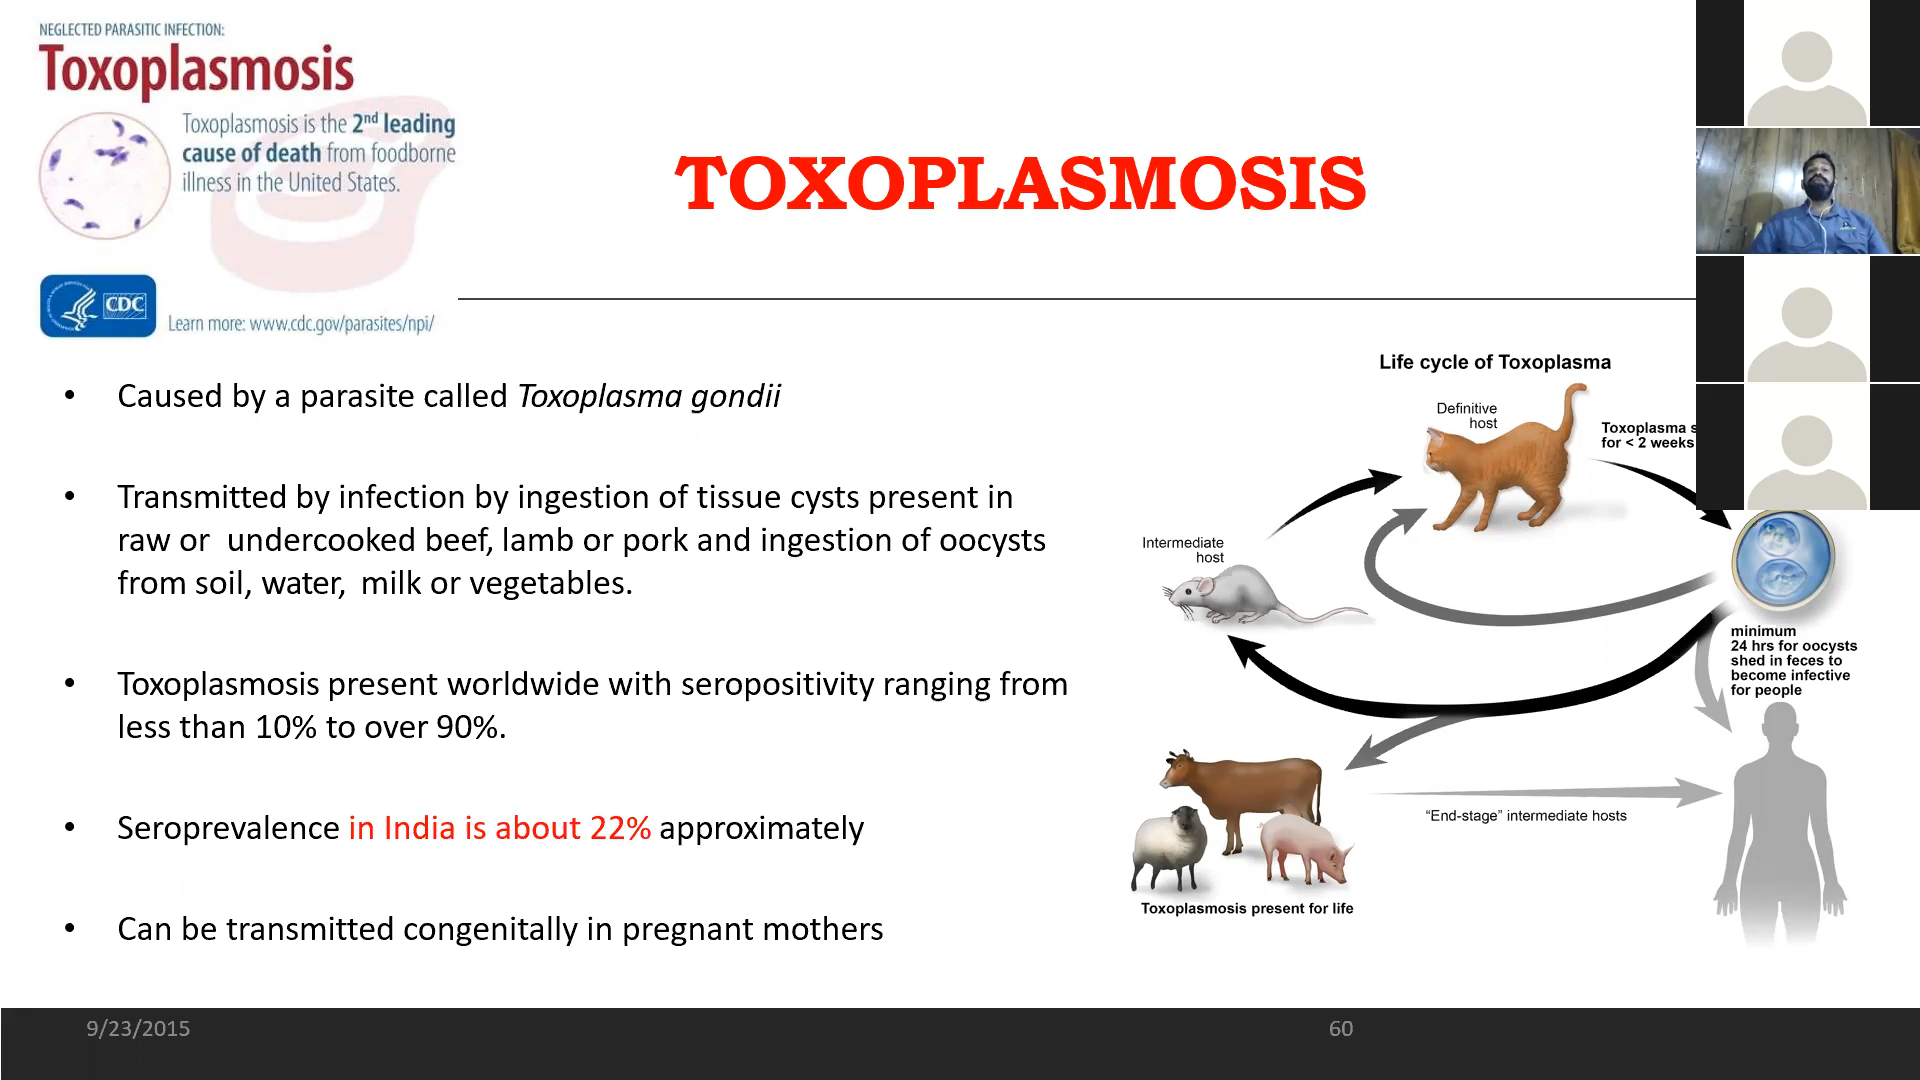 NEGLECTED PARASITIC INFECTION:
Toxoplasmosis
Toxoplasmosis is the 2nd leading
cause of death from foodborne
illness in the United States.
CDC
Learn more: www.cdc.gov/parasites/npi/
TOXOPLASMOSIS
• Caused by a parasite called Toxoplasma gondii
• Transmitted by infection by ingestion of tissue cysts present in
raw or undercooked beef, lamb or pork and ingestion of oocysts
from soil, water, milk or vegetables.
• Toxoplasmosis present worldwide with seropositivity ranging from
less than 10% to over 90%.
• Seroprevalence in India is about 22% approximately
• Can be transmitted congenitally in pregnant mothers
Life cycle of Toxoplasma
Definitive
host
Toxoplasma s
for < 2 weeks
Intermediate
host
minimum
24 hrs for oocysts
shed in feces to
become infective
for people
"End-stage" intermediate hosts
Toxoplasmosis present for life
9/23/2015
60